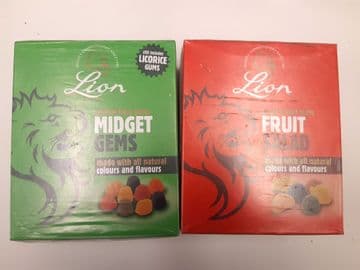 LICORICE
GUMS
Lion
MIDGET
GEMS
made with all natural
colours and flavours
Lion
FRUIT
SALAD
made with all natural
colours and flavours